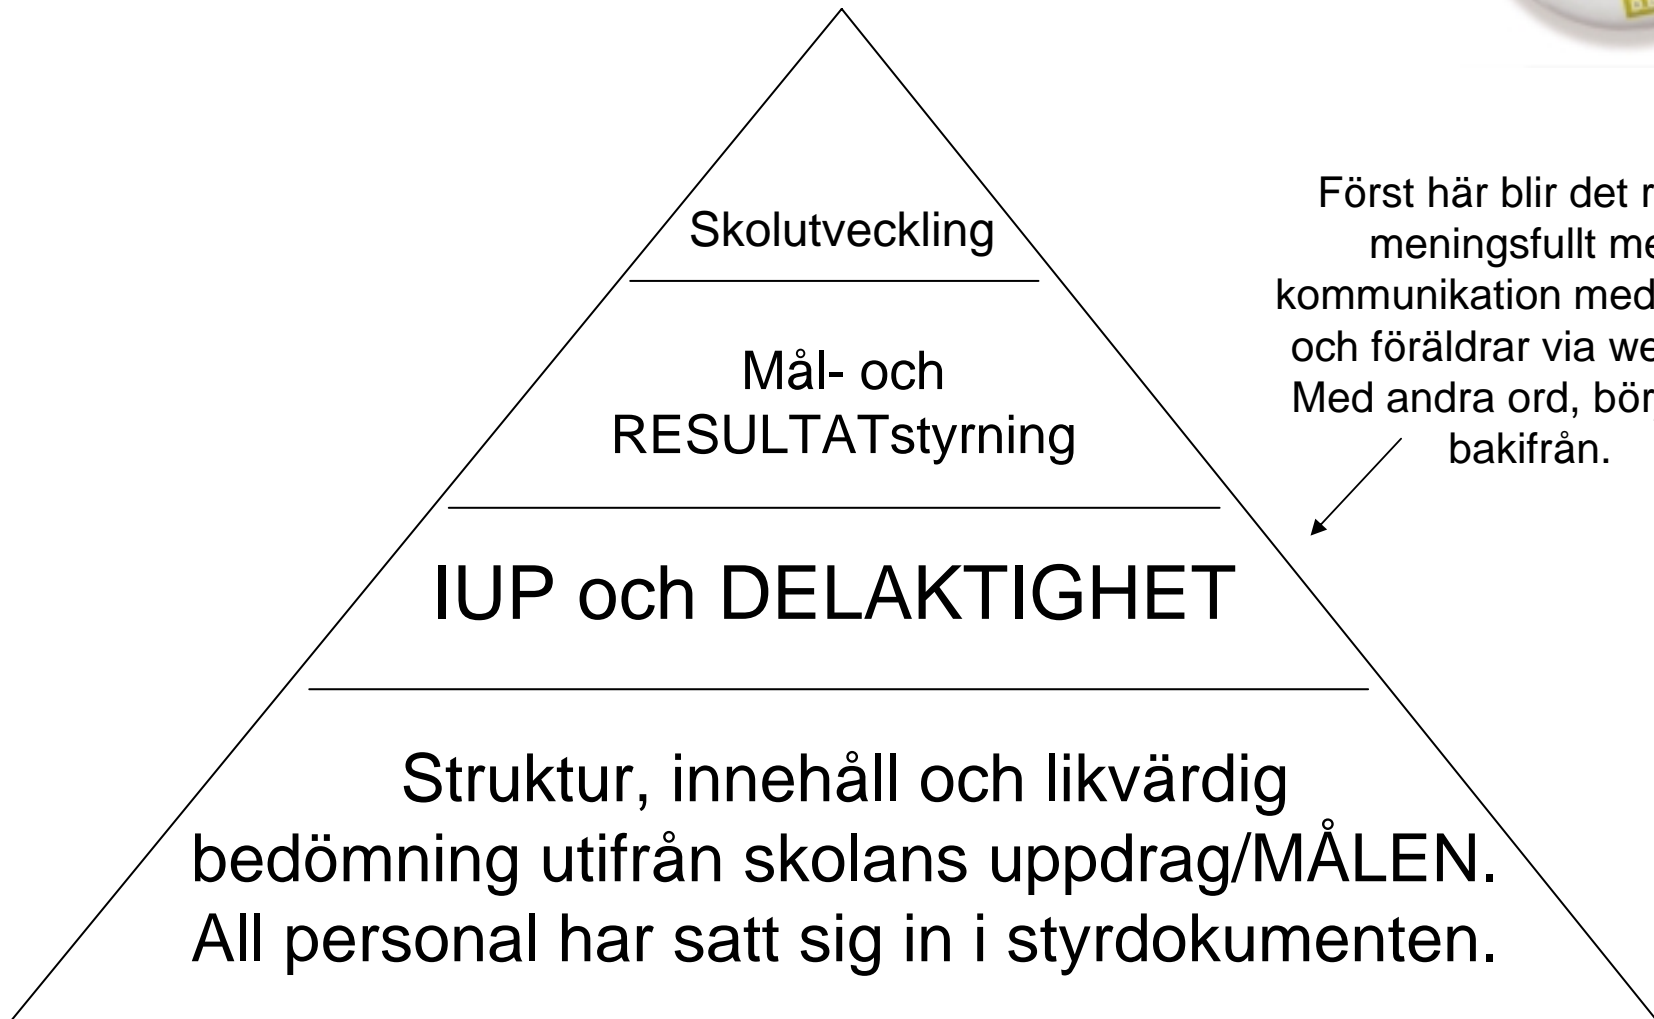 Skolutveckling
Mål- och
RESULTATstyrning
IUP och DELAKTIGHET
Struktur, innehåll och likvärdig
bedömning utifrån skolans uppdrag/MÅLEN.
All personal har satt sig in i styrdokumenten.
Först här blir det
meningsfullt
kommunikation med
och föräldrar via
Med andra ord,
bakifrån.